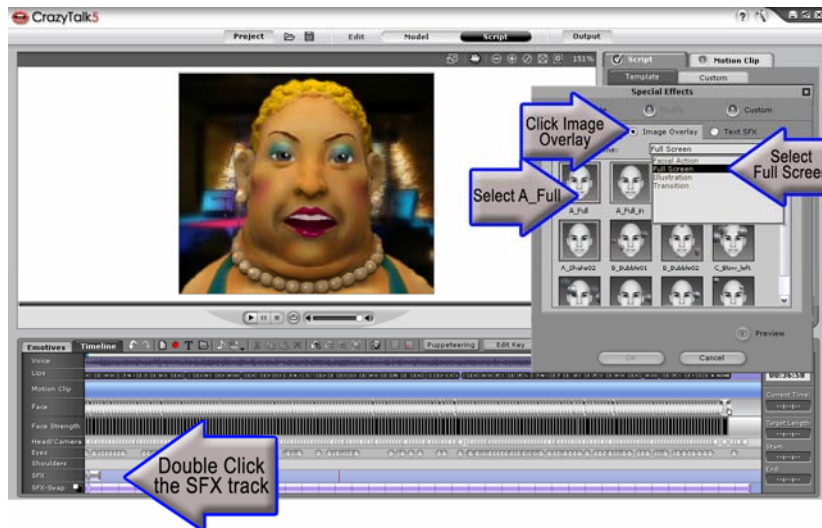 CrazyTalk5
Project Edit Model Script Output
151%
Script Motion Clip
Template Custom
Special Effects
Custom
Click Image
Overlay
Image Overlay Text SFX
Full Screen
Facial Action
Full Screen
Illustration
Transition
Select
Full Screen
Select A_Full
A_Full A_Full_In
A_Shake02 B_Bubble01 B_Bubble02 C_Blow_left
Preview
OK Cancel
Emotives Timeline Puppeteering Edit Key
Voice
Lips
Motion Clip
Face
Face Strength
Head/Camera
Eyes
Shoulders
SFX
SFX-Swap
Double Click
the SFX track
Current Time:
Target Length:
Start:
End: